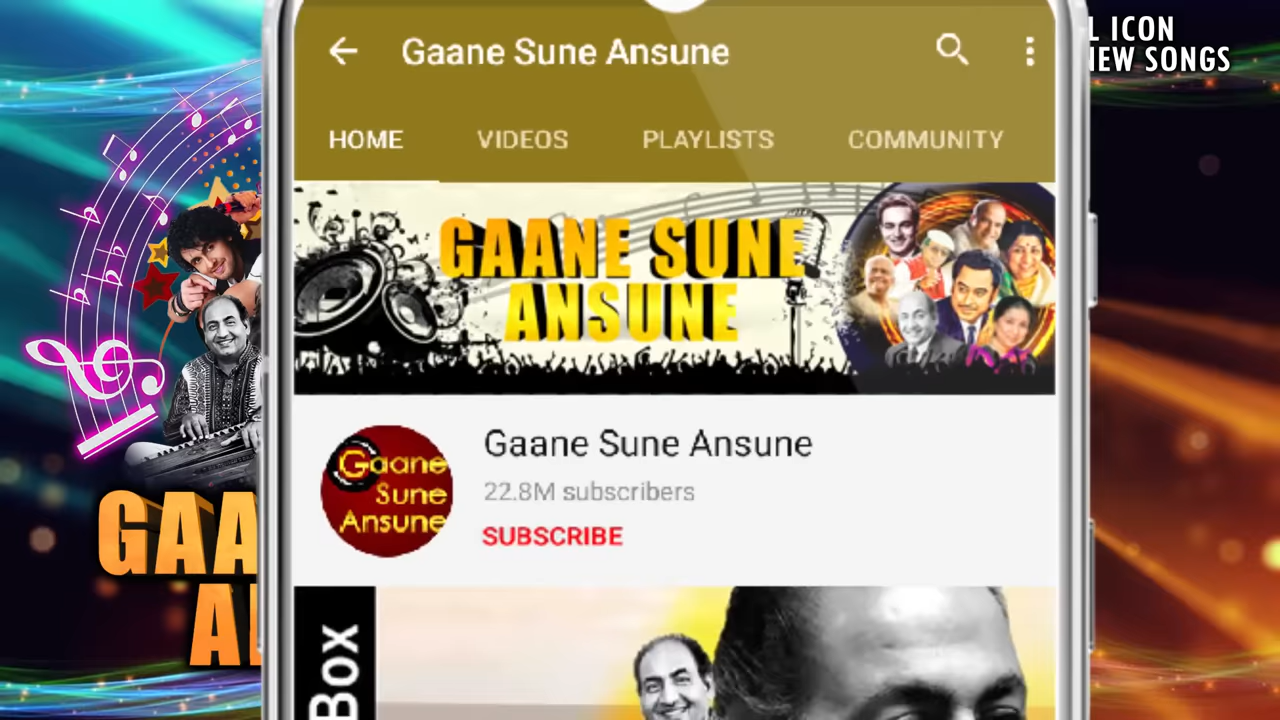 L ICON
NEW SONGS
Gaane Sune Ansune
HOME VIDEOS PLAYLISTS COMMUNITY
GAANE SUNE
ANSUNE
Gaane Sune Ansune
22.8M subscribers
SUBSCRIBE
Gaane
Sune
Ansune
GAA
Box